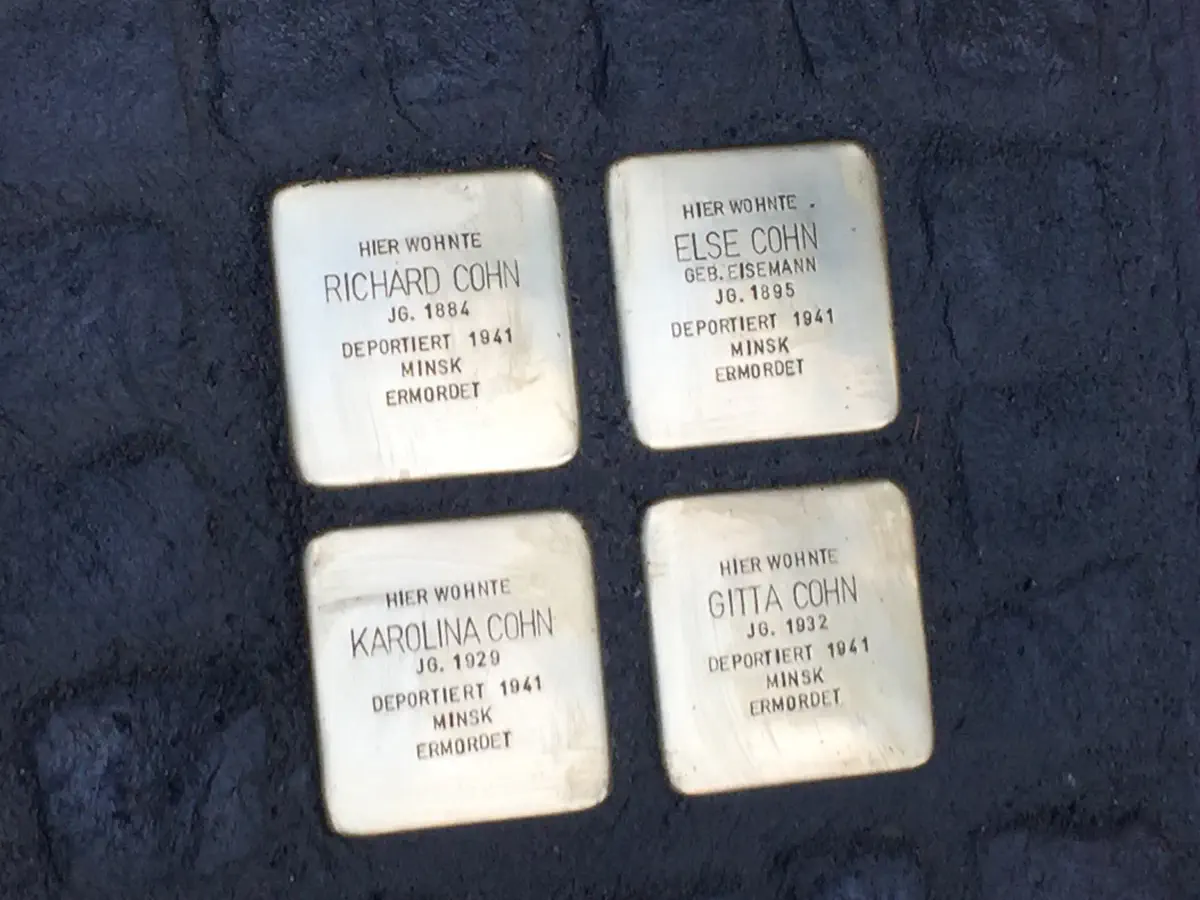 HIER WOHNTE
RICHARD COHN
JG. 1884
DEPORTIERT 1941
MINSK
ERMORDET
HIER WOHNTE
ELSE COHN
GEB. EISEMANN
JG. 1895
DEPORTIERT 1941
MINSK
ERMORDET
HIER WOHNTE
KAROLINA COHN
JG. 1929
DEPORTIERT 1941
MINSK
ERMORDET
HIER WOHNTE
GITTA COHN
JG. 1932
DEPORTIERT 1941
MINSK
ERMORDET